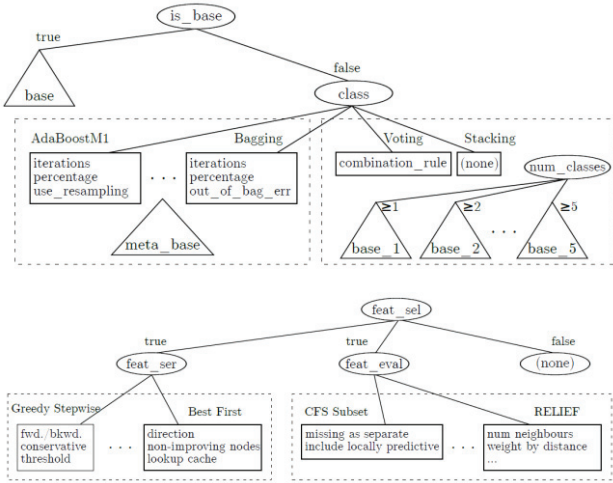 is_base
true
false
base
class
AdaBoostM1
Bagging
Voting
Stacking
iterations
percentage
use_resampling
. . .
iterations
percentage
out_of_bag_err
combination_rule
(none)
num_classes
meta_base
≥1
≥2
≥5
base_1
base_2
. . .
base_5
feat_sel
true
true
false
feat_ser
feat_eval
(none)
Greedy Stepwise
Best First
CFS Subset
RELIEF
fwd./bkwd.
conservative
threshold
. . .
direction
non-improving nodes
lookup cache
missing as separate
include locally predictive
. . .
num neighbours
weight by distance
...